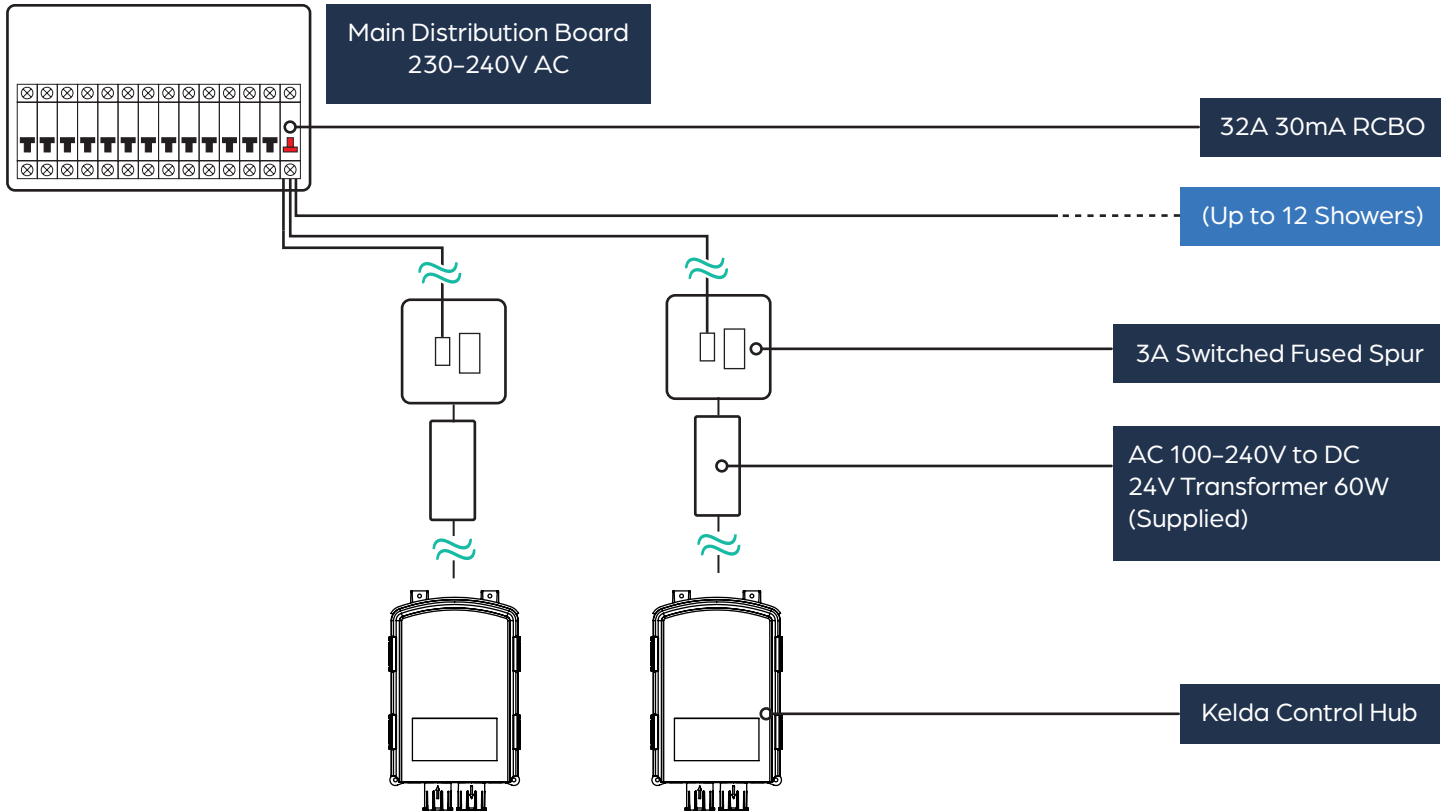 Main Distribution Board
230-240V AC
32A 30mA RCBO
(Up to 12 Showers)
3A Switched Fused Spur
AC 100-240V to DC
24V Transformer 60W
(Supplied)
Kelda Control Hub